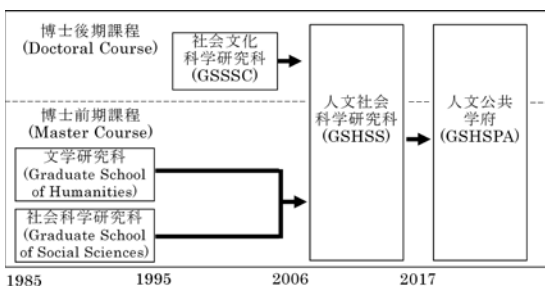 博士後期課程
(Doctoral Course)
社会文化
科学研究科
(GSSSC)
博士前期課程
(Master Course)
文学研究科
(Graduate School
of Humanities)
社会科学研究科
(Graduate School
of Social Sciences)
人文社会
科学研究科
(GSHSS)
人文公共
学府
(GSHSPA)
1985 1995 2006 2017